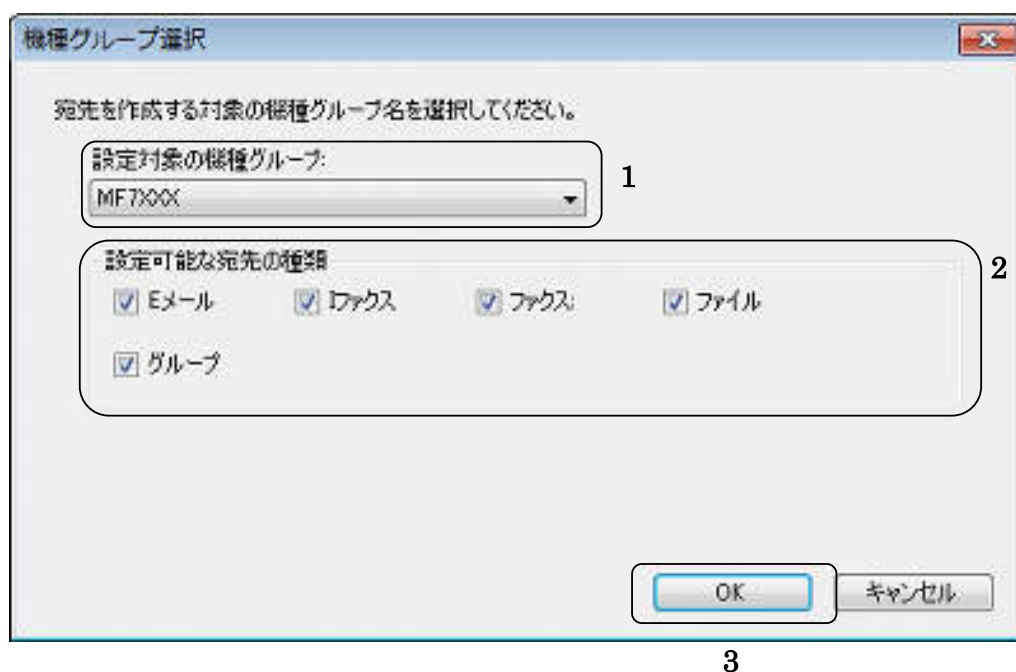 機種グループ選択
宛先を作成する対象の機種グループ名を選択してください。
設定対象の機種グループ:
1
MF7XXX
設定可能な宛先の種類
2
Eメール Iファクス ファクス ファイル
グループ
OK キャンセル
3